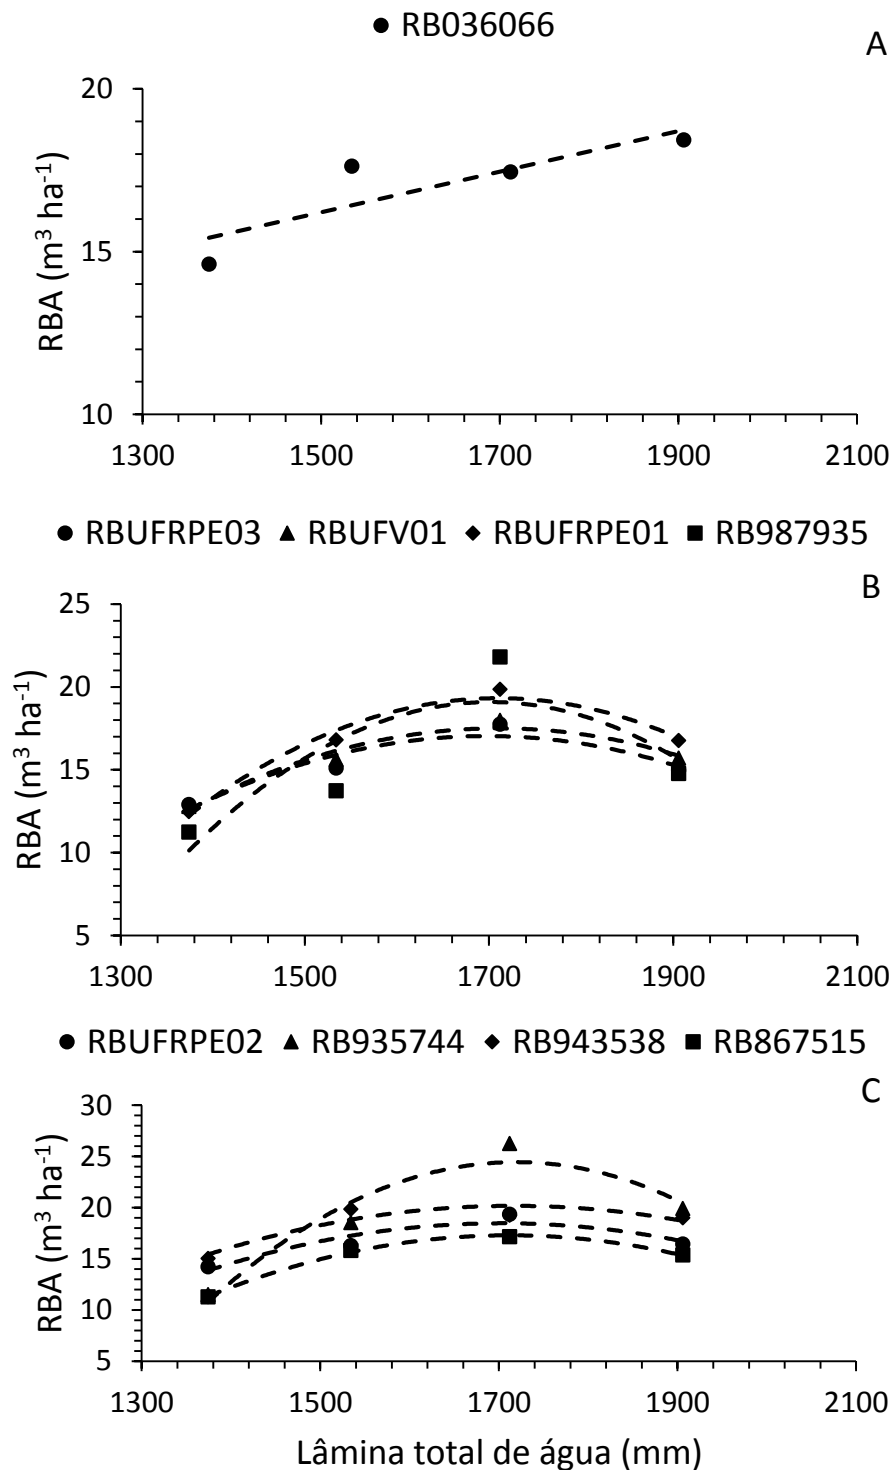 ● RB036066
A
20
15
10
RBA (m³ ha⁻¹)
1300 1500 1700 1900 2100
● RBUFRPE03 ▲ RBUFV01 ◆ RBUFRPE01 ■ RB987935
B
25
20
15
10
5
RBA (m³ ha⁻¹)
1300 1500 1700 1900 2100
● RBUFRPE02 ▲ RB935744 ◆ RB943538 ■ RB867515
C
30
25
20
15
10
5
RBA (m³ ha⁻¹)
1300 1500 1700 1900 2100
Lâmina total de água (mm)